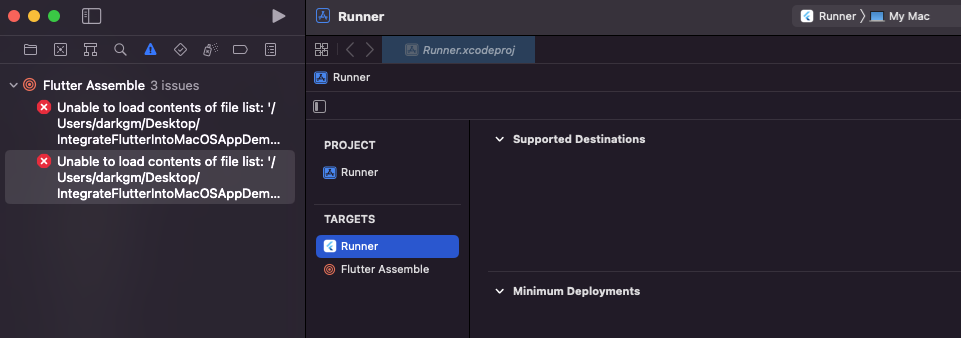 Runner
Runner 〉 My Mac
Runner.xcodeproj
Runner
Flutter Assemble 3 issues
Unable to load contents of file list: '/
Users/darkgm/Desktop/
IntegrateFlutterIntoMacOSAppDem...
Unable to load contents of file list: '/
Users/darkgm/Desktop/
IntegrateFlutterIntoMacOSAppDem...
PROJECT
Runner
TARGETS
Runner
Flutter Assemble
Supported Destinations
Minimum Deployments